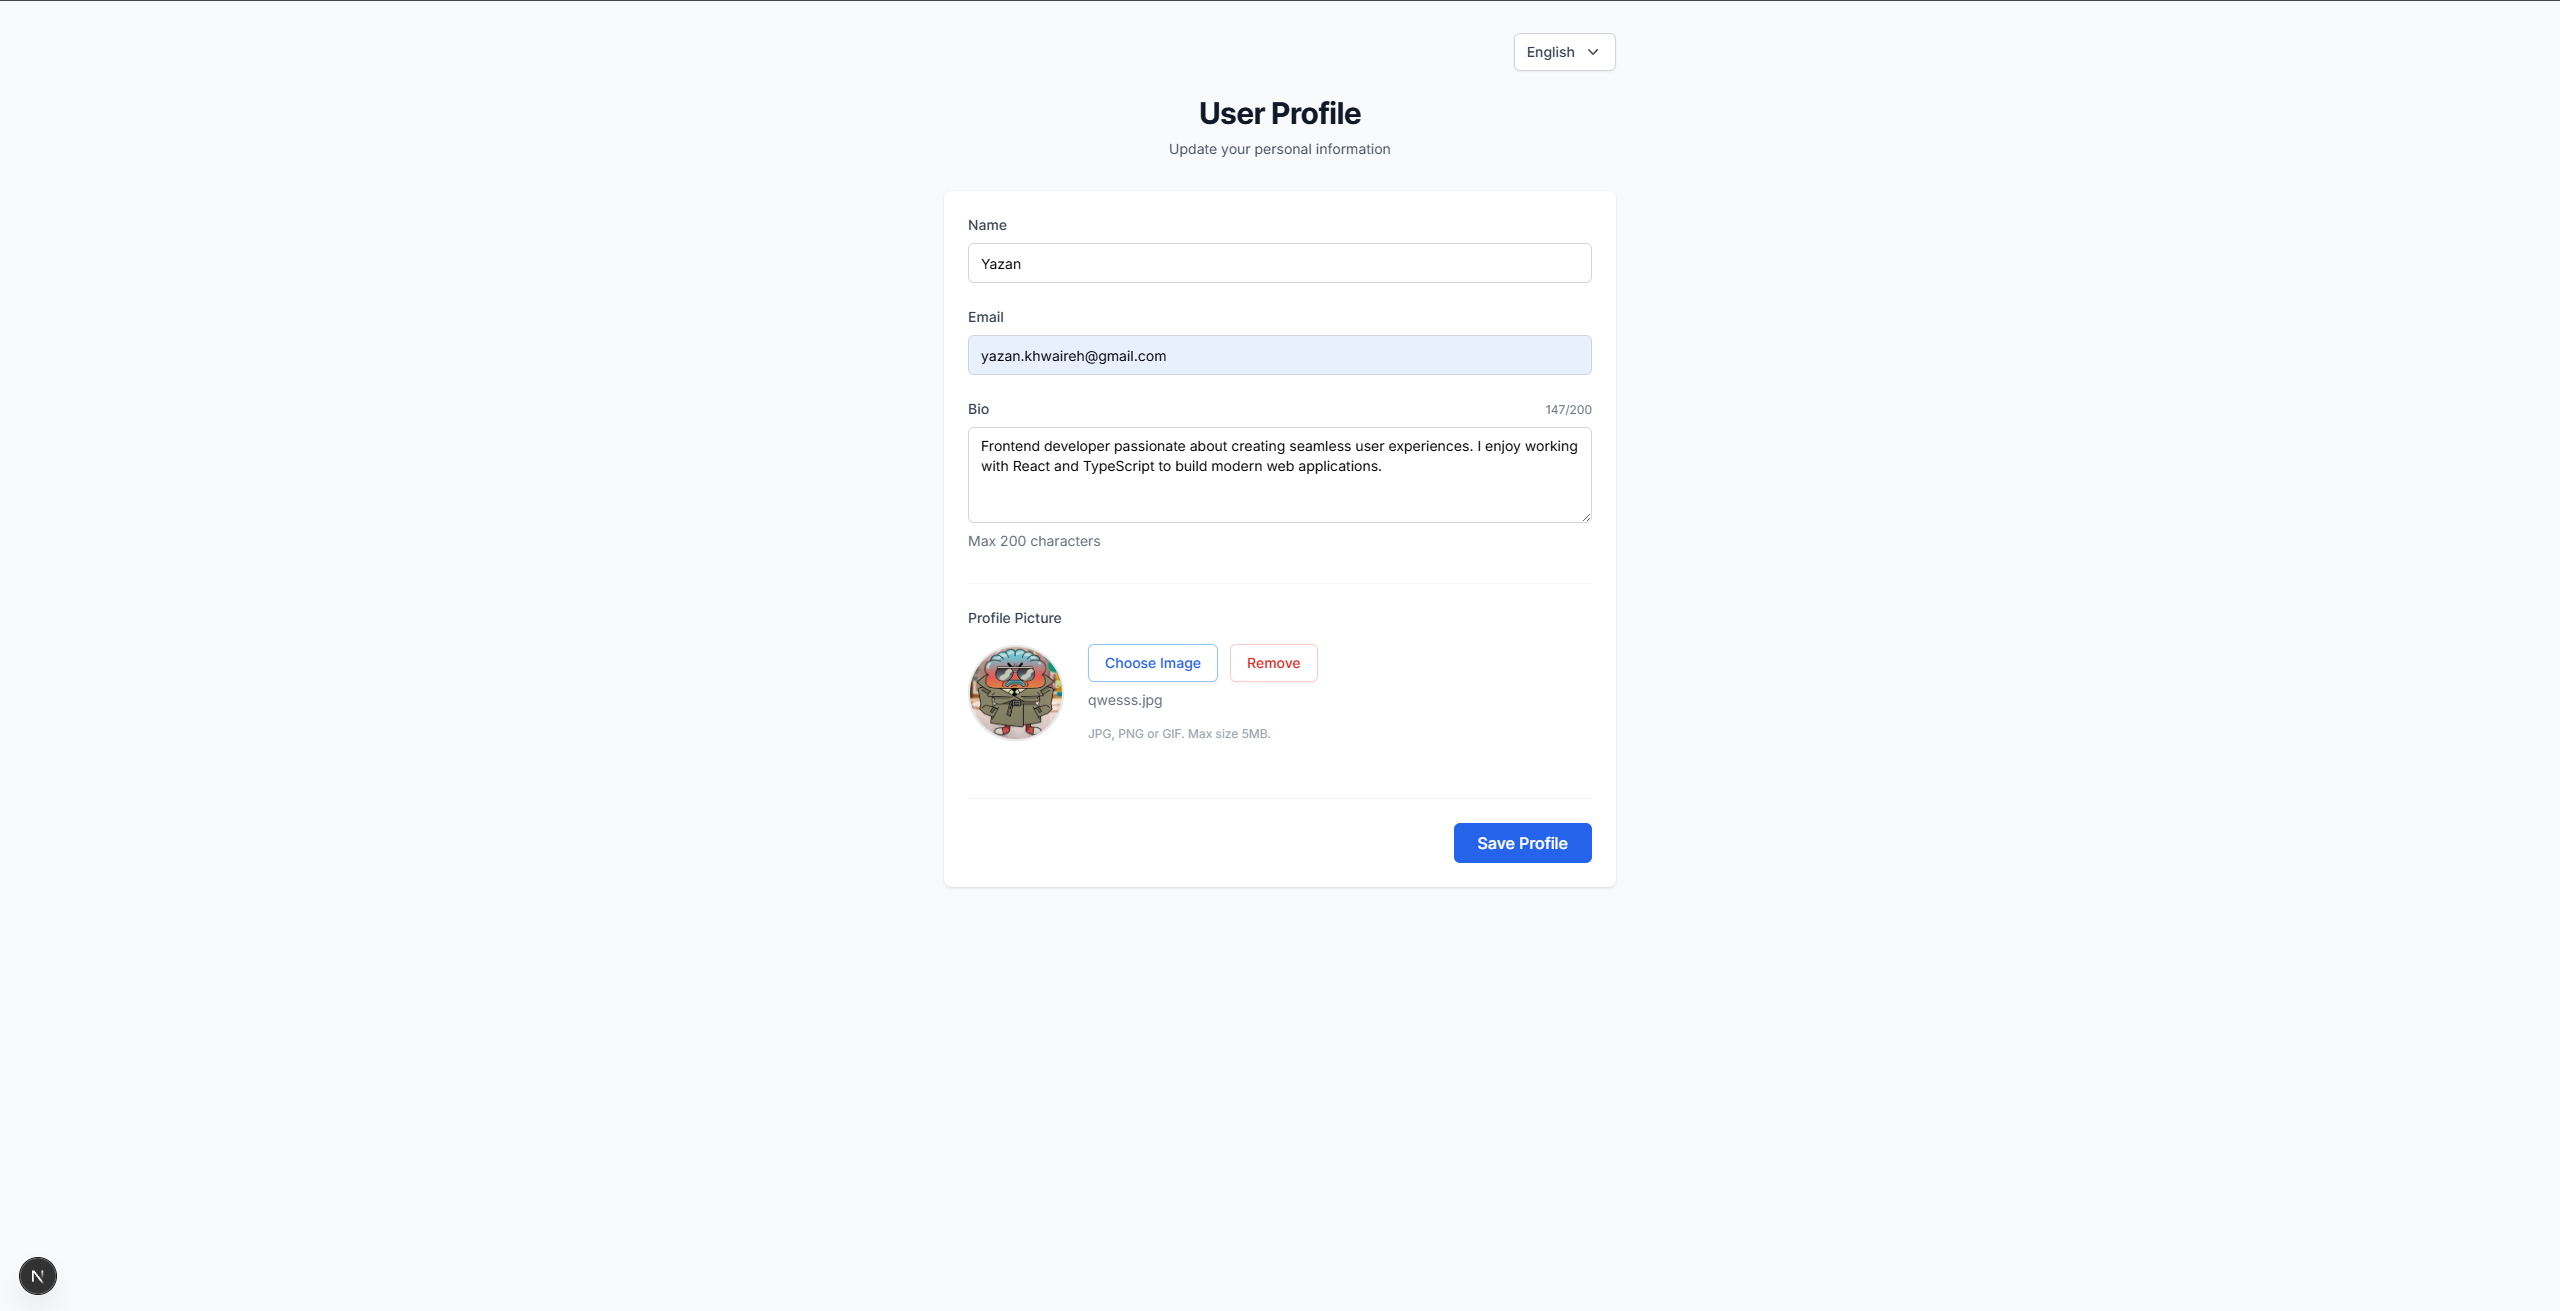 English
User Profile
Update your personal information
Name
Yazan
Email
yazan.khwaireh@gmail.com
Bio
147/200
Frontend developer passionate about creating seamless user experiences. I enjoy working
with React and TypeScript to build modern web applications.
Max 200 characters
Profile Picture
Choose Image
Remove
qwesss.jpg
JPG, PNG or GIF. Max size 5MB.
Save Profile
N